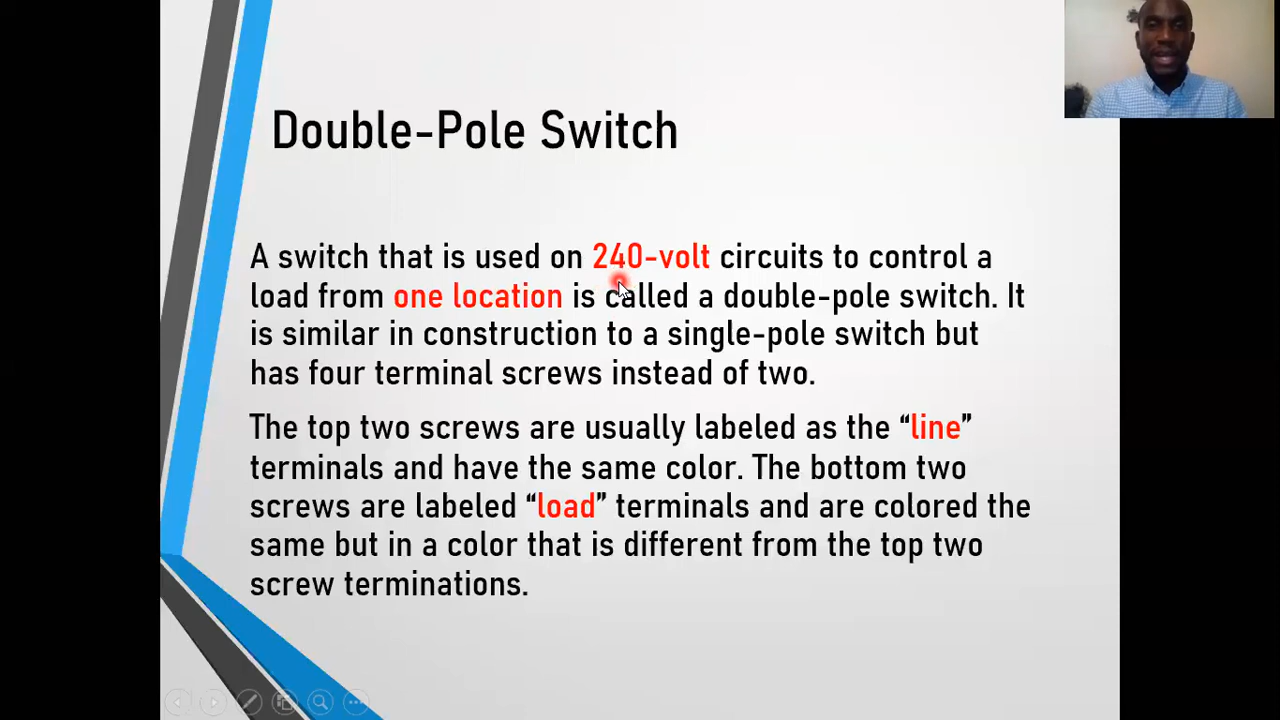 Double-Pole Switch
A switch that is used on 240-volt circuits to control a
load from one location is called a double-pole switch. It
is similar in construction to a single-pole switch but
has four terminal screws instead of two.
The top two screws are usually labeled as the “line”
terminals and have the same color. The bottom two
screws are labeled “load” terminals and are colored the
same but in a color that is different from the top two
screw terminations.